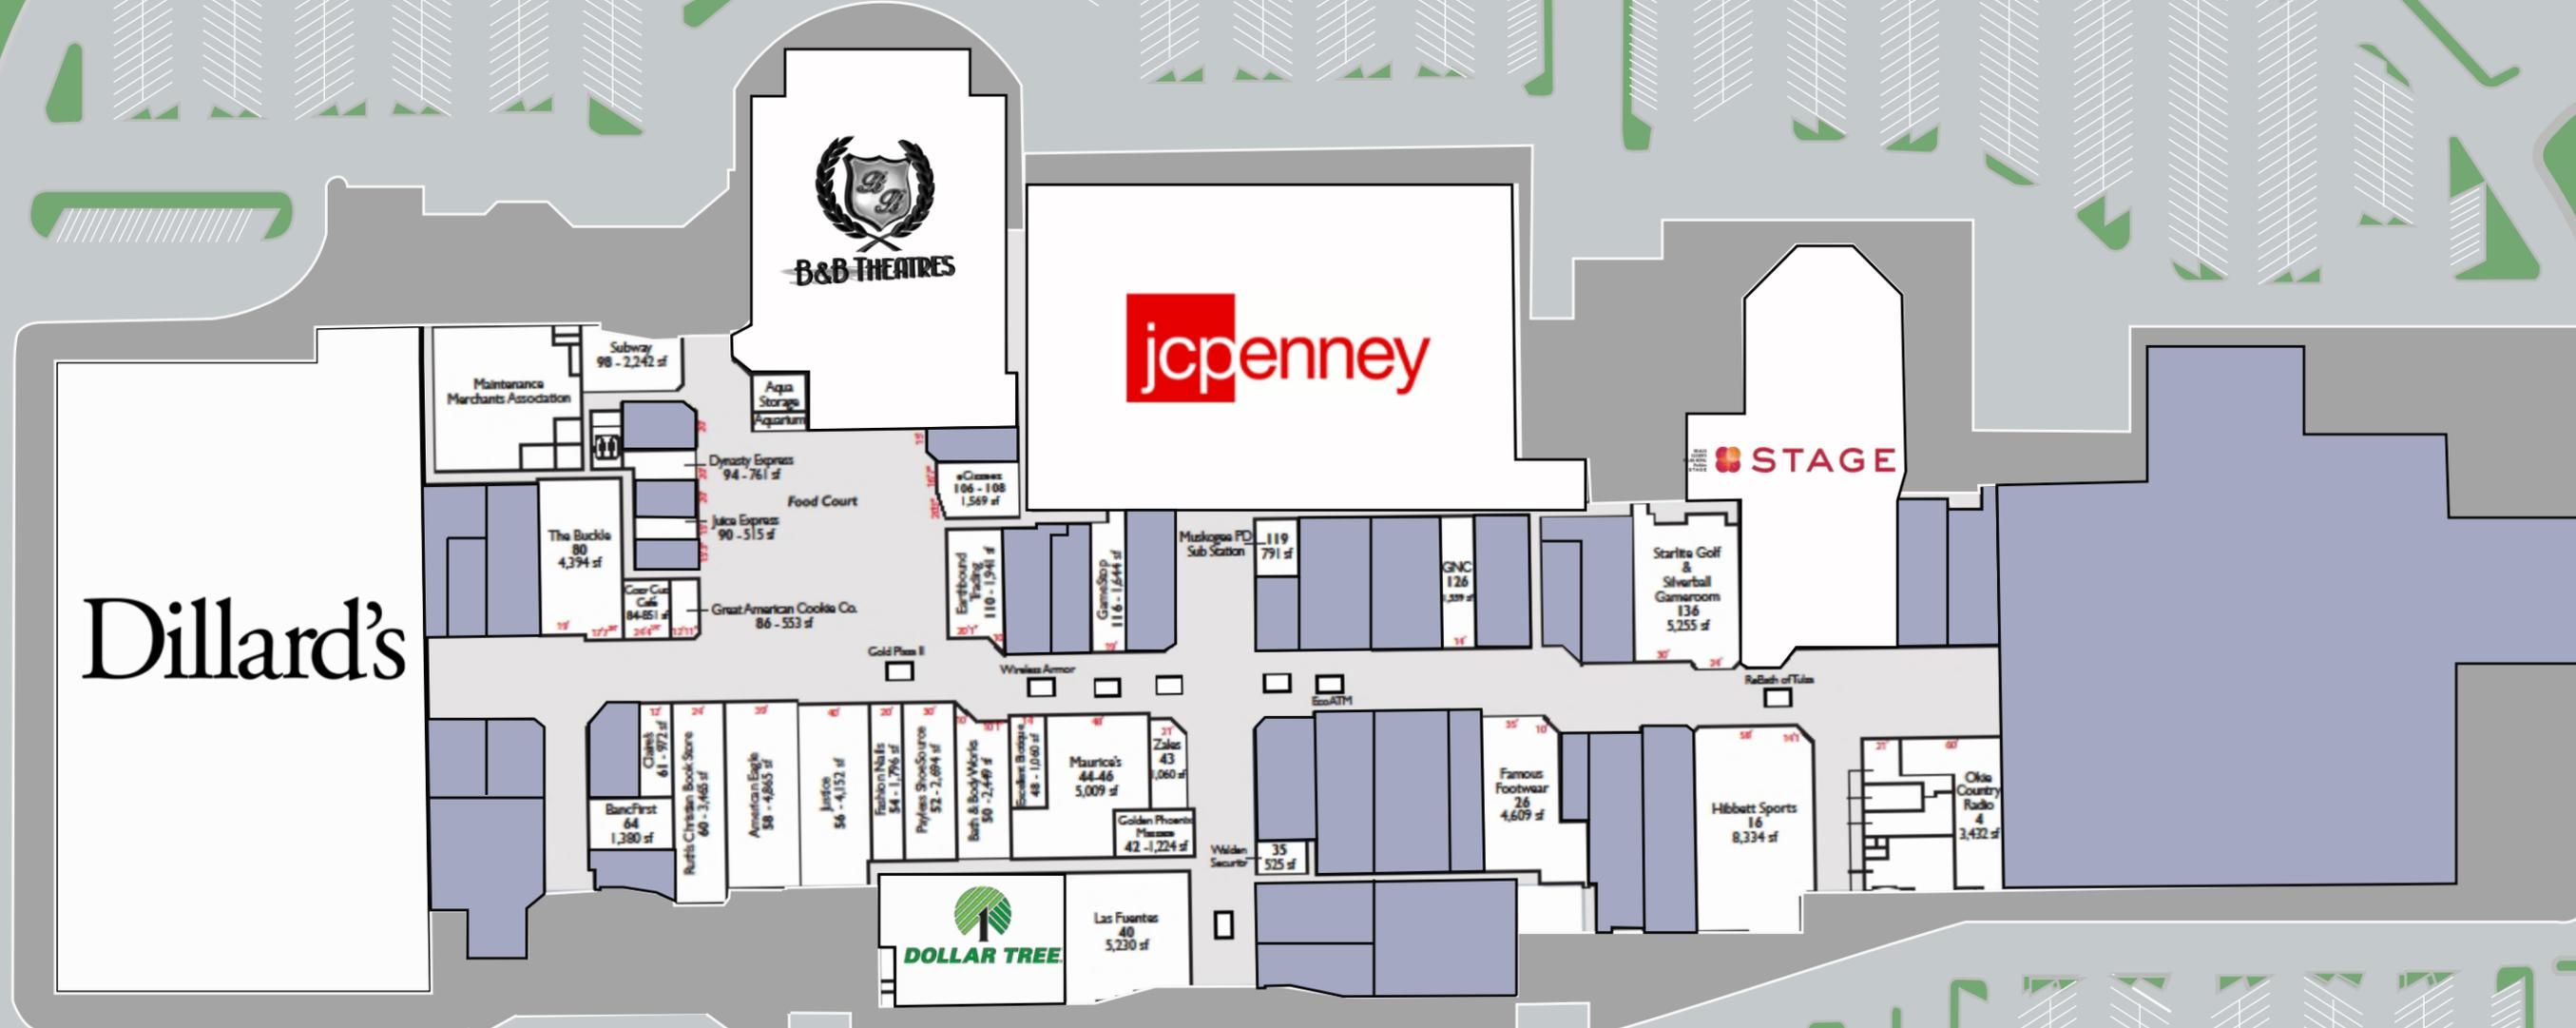 B&B THEATRES
jcpenney
Dillard's
STAGE
DOLLAR TREE
Maintenance
Merchants Association
Subway
98 - 2,242 sf
Aqua
Storage
Aquarium
Dynasty Express
94 - 761 sf
Food Court
Juice Express
90 - 515 sf
The Buckle
80
4,394 sf
84-851 sf
Great American Cookie Co.
86 - 553 sf
106 - 108
1,569 sf
Earthbound
Trading
110 - 1,941 sf
GameStop
116 - 1,644 sf
Muskogee PD
Sub Station
119
791 sf
GNC
126
Starlite Golf
&
Silverball
Gameroom
136
5,255 sf
Gold Plaza II
Wireless Armor
EcoATM
ReBath of Tulsa
Claire's
61 - 972 sf
BancFirst
64
1,380 sf
Ruth's Christian Book Store
60 - 3,465 sf
American Eagle
58 - 4,865 sf
Justice
56 - 4,152 sf
Fashion Nails
54 - 1,796 sf
Payless ShoeSource
52 - 2,694 sf
Bath & Body Works
50 - 2,449 sf
48 - 1,060 sf
Maurice's
44-46
5,009 sf
Zales
43
1,060 sf
Golden Phoenix
42 -1,224 sf
Las Fuentes
40
5,230 sf
Walden
Security
35
525 sf
Famous
Footwear
26
4,609 sf
Hibbett Sports
16
8,334 sf
Okie
Country
Radio
4
3,432 sf